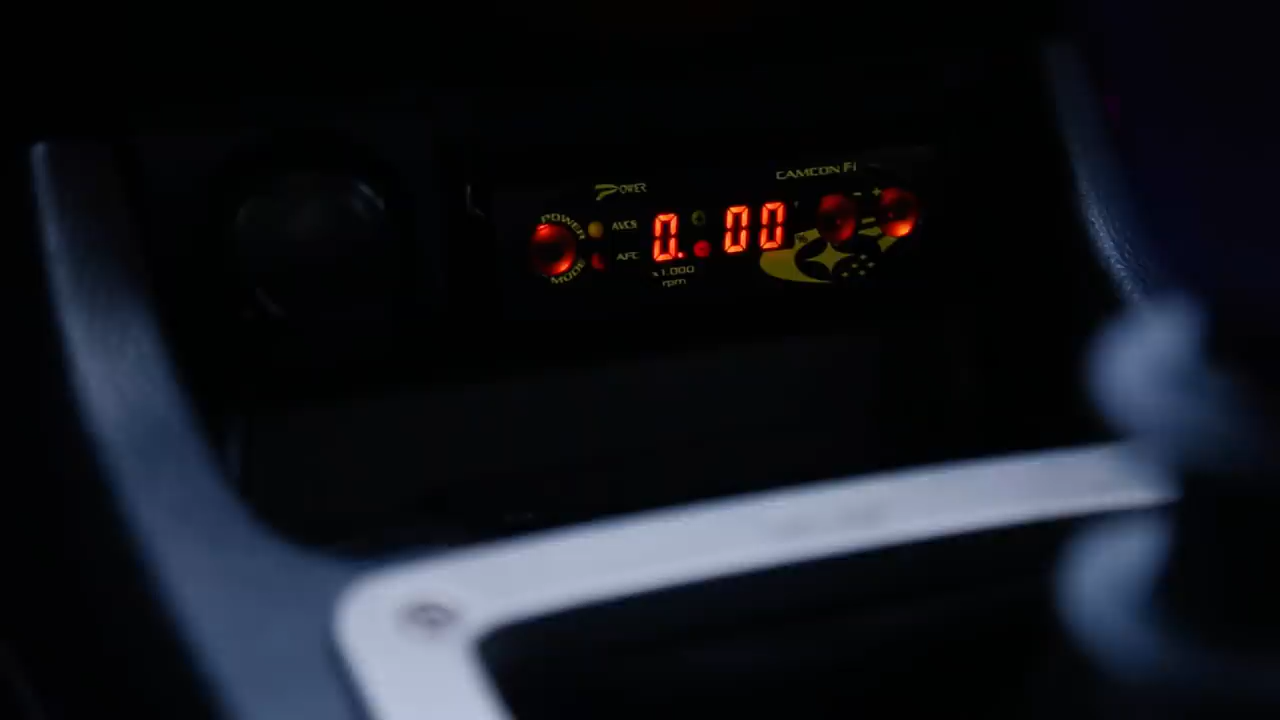 POWER
CAMCON Fi
POWER
AVCS
0. 00
- +
%
AFC
MODE
x1.000
rpm